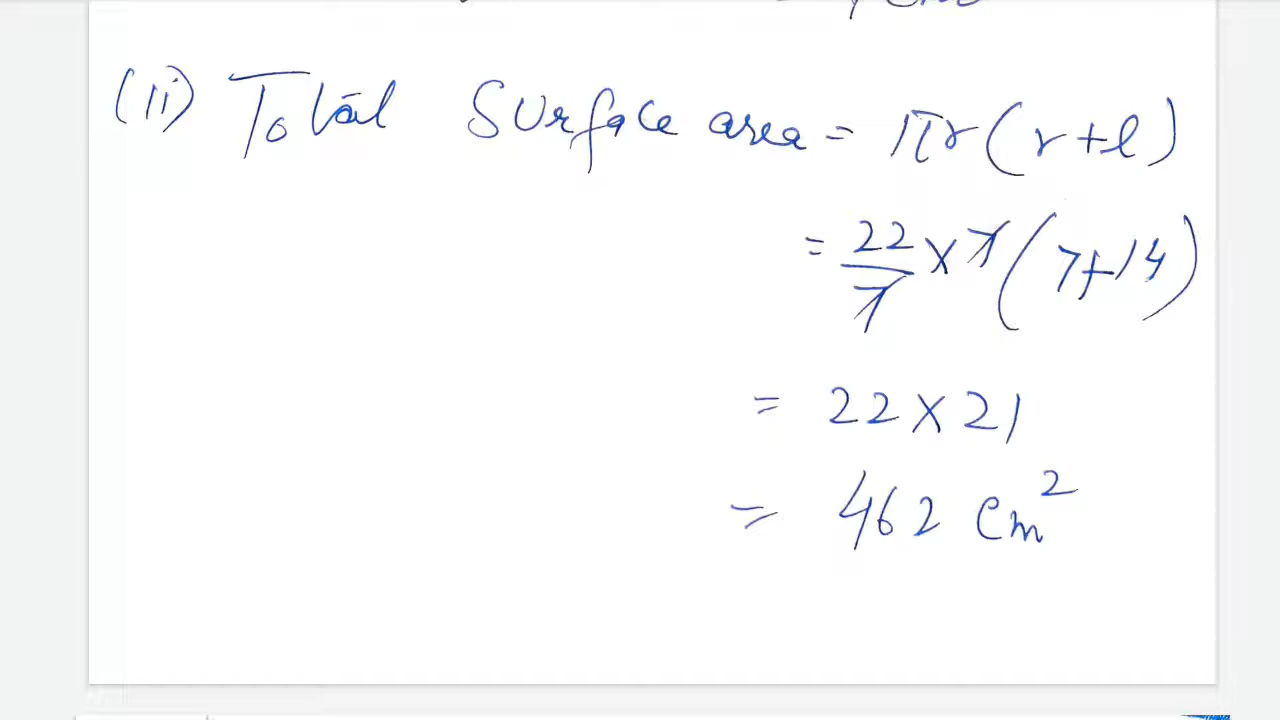 (ii) Total Surface area = πr(r+l)
= 22/7 × 7 (7+14)
= 22 × 21
= 462 cm²